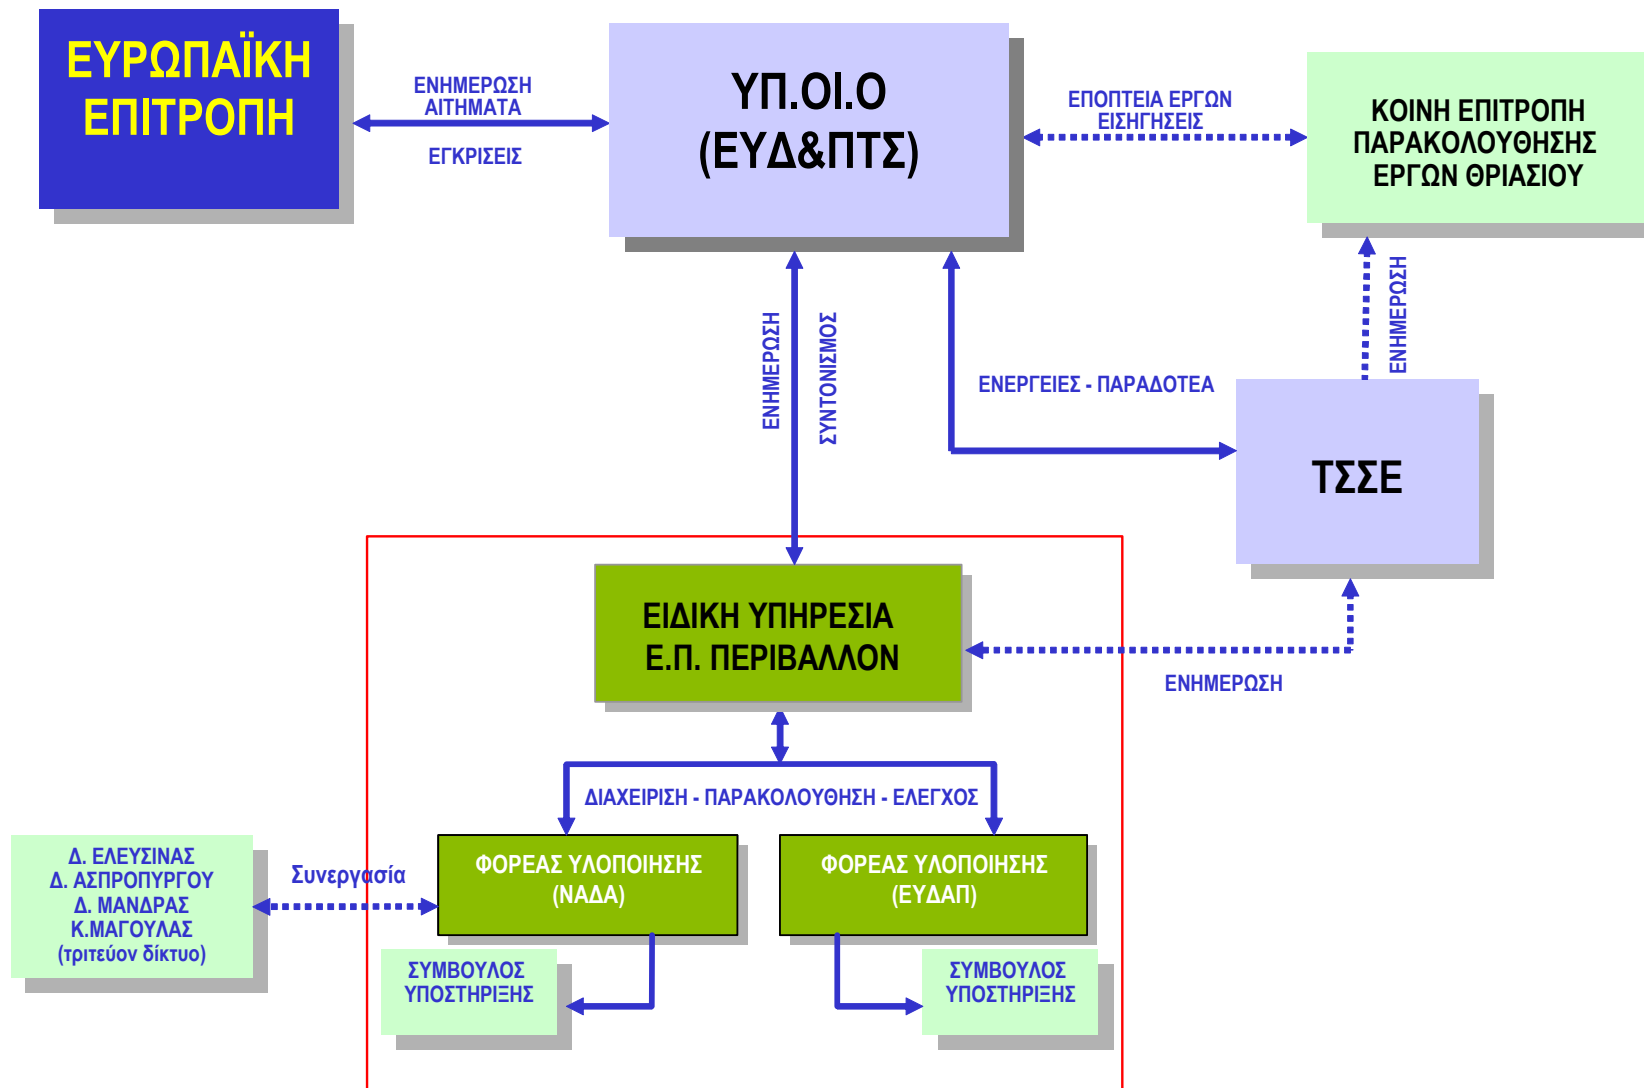 ΕΥΡΩΠΑΪΚΗ
ΕΠΙΤΡΟΠΗ
ΕΝΗΜΕΡΩΣΗ
ΑΙΤΗΜΑΤΑ
ΕΓΚΡΙΣΕΙΣ
ΥΠ.ΟΙ.Ο
(ΕΥΔ&ΠΤΣ)
ΕΠΟΠΤΕΙΑ ΕΡΓΩΝ
ΕΙΣΗΓΗΣΕΙΣ
ΚΟΙΝΗ ΕΠΙΤΡΟΠΗ
ΠΑΡΑΚΟΛΟΥΘΗΣΗΣ
ΕΡΓΩΝ ΘΡΙΑΣΙΟΥ
ΕΝΗΜΕΡΩΣΗ
ΣΥΝΤΟΝΙΣΜΟΣ
ΕΝΕΡΓΕΙΕΣ - ΠΑΡΑΔΟΤΕΑ
ΕΝΗΜΕΡΩΣΗ
ΤΣΣΕ
ΕΙΔΙΚΗ ΥΠΗΡΕΣΙΑ
Ε.Π. ΠΕΡΙΒΑΛΛΟΝ
ΕΝΗΜΕΡΩΣΗ
ΔΙΑΧΕΙΡΙΣΗ - ΠΑΡΑΚΟΛΟΥΘΗΣΗ - ΕΛΕΓΧΟΣ
Δ. ΕΛΕΥΣΙΝΑΣ
Δ. ΑΣΠΡΟΠΥΡΓΟΥ
Δ. ΜΑΝΔΡΑΣ
Κ.ΜΑΓΟΥΛΑΣ
(τριτεύον δίκτυο)
Συνεργασία
ΦΟΡΕΑΣ ΥΛΟΠΟΙΗΣΗΣ
(ΝΑΔΑ)
ΦΟΡΕΑΣ ΥΛΟΠΟΙΗΣΗΣ
(ΕΥΔΑΠ)
ΣΥΜΒΟΥΛΟΣ
ΥΠΟΣΤΗΡΙΞΗΣ
ΣΥΜΒΟΥΛΟΣ
ΥΠΟΣΤΗΡΙΞΗΣ